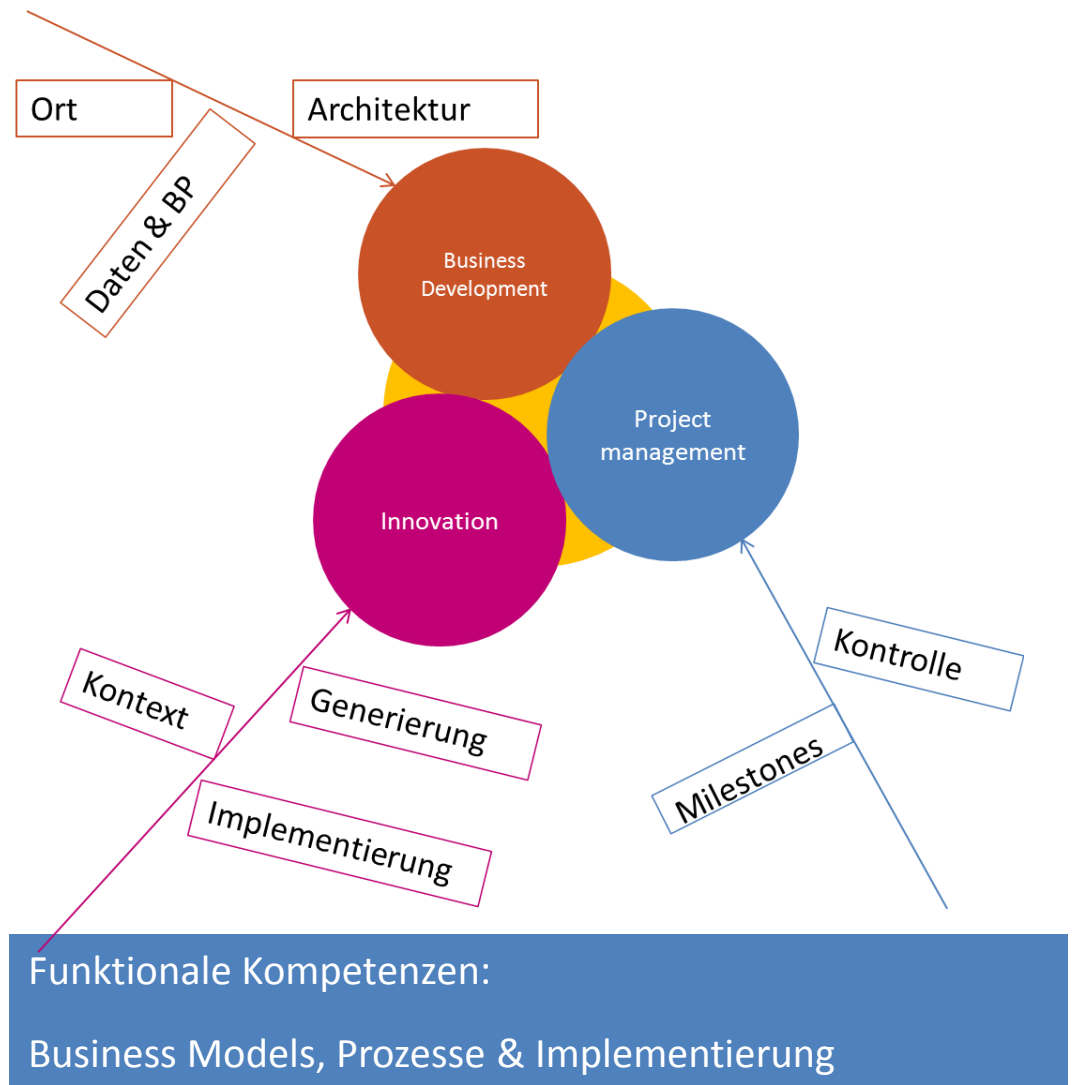 Ort
Architektur
Daten & BP
Business
Development
Project
management
Innovation
Kontrolle
Kontext
Generierung
Milestones
Implementierung
Funktionale Kompetenzen:
Business Models, Prozesse & Implementierung